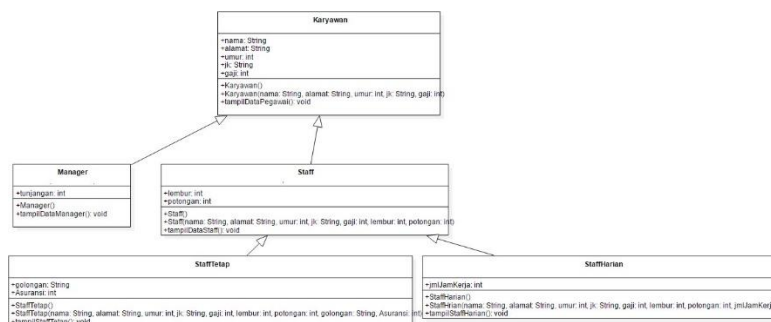 Karyawan
+nama: String
+alamat: String
+umur: int
+jk: String
+gaji: int
+Karyawan()
+Karyawan(nama: String, alamat: String, umur: int, jk: String, gaji: int)
+tampilDataPegawai(): void
Manager
+tunjangan: int
+Manager()
+tampilDataManager(): void
Staff
+lembur: int
+potongan: int
+Staff()
+Staff(nama: String, alamat: String, umur: int, jk: String, gaji: int, lembur: int, potongan: int)
+tampilDataStaff(): void
StaffTetap
+golongan: String
+Asuransi: int
+StaffTetap()
+StaffTetap(nama: String, alamat: String, umur: int, jk: String, gaji: int, lembur: int, potongan: int, golongan: String, Asuransi: int)
+tampilStaffTetap(): void
StaffHarian
+jmlJamKerja: int
+StaffHarian()
+StaffHrian(nama: String, alamat: String, umur: int, jk: String, gaji: int, lembur: int, potongan: int, jmlJamKerj
+tampilStaffHarian(): void